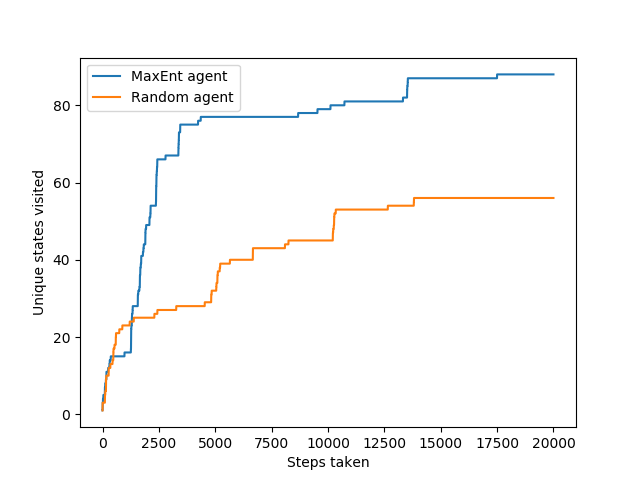 MaxEnt agent
Random agent
Unique states visited
80
60
40
20
0
0 2500 5000 7500 10000 12500 15000 17500 20000
Steps taken